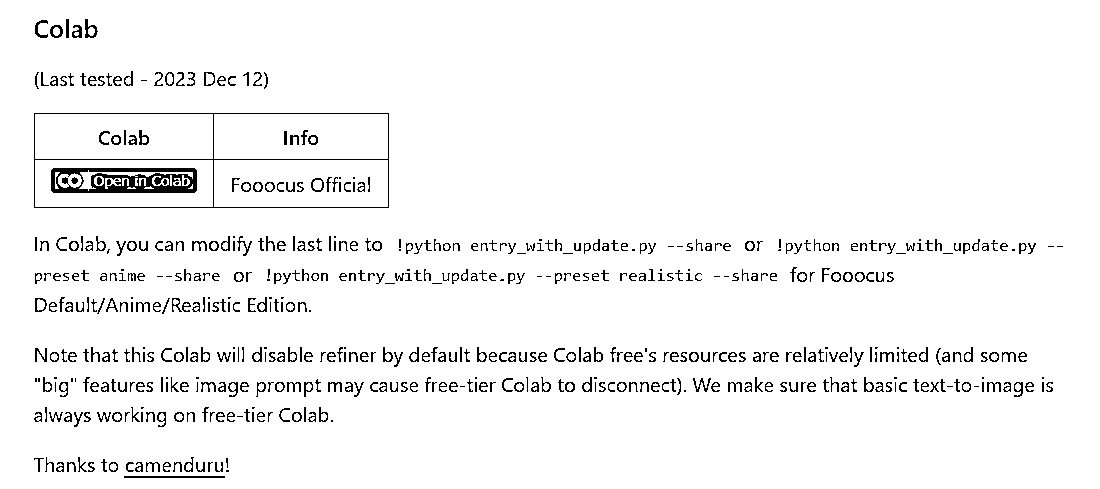 Colab
(Last tested - 2023 Dec 12)
Colab Info
Open in Colab Fooocus Official
In Colab, you can modify the last line to !python entry_with_update.py --share or !python entry_with_update.py --
preset anime --share or !python entry_with_update.py --preset realistic --share for Fooocus
Default/Anime/Realistic Edition.
Note that this Colab will disable refiner by default because Colab free's resources are relatively limited (and some
"big" features like image prompt may cause free-tier Colab to disconnect). We make sure that basic text-to-image is
always working on free-tier Colab.
Thanks to camenduru!